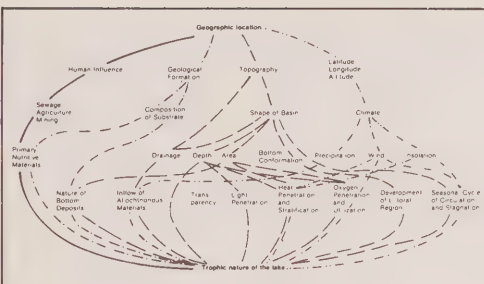 Geographic location
Human Influence
Geological
Formation
Topography
Latitude
Longitude
Altitude
Sewage
Agriculture
Mining
Composition
of Substrate
Shape of Basin
Climate
Primary
Nutritive
Materials
Drainage
Depth
Area
Bottom
Conformation
Precipitation
Wind
Insolation
Nature of
Bottom
Deposits
Inflow of
Allochthonous
Materials
Trans
parency
Light
Penetration
Heat
Penetration
and
Stratification
Oxygen
Penetration
and
Utilization
Development
of Littoral
Region
Seasonal Cycle
of Circulation
and Stagnation
Trophic nature of the lake